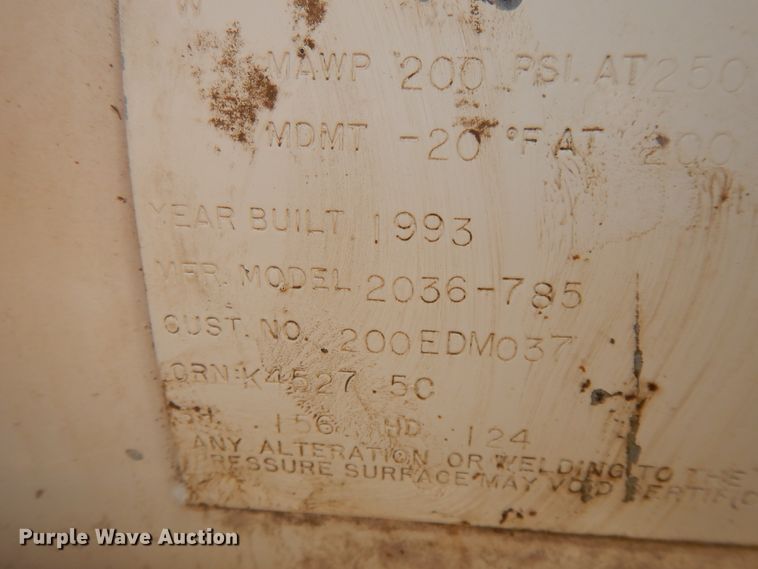 W
MAWP 200 PSI. AT 250
MDMT -20 °F AT 200
YEAR BUILT 1993
MFR. MODEL 2036-785
CUST. NO. 200EDM037
CRN:K4527.5C
SH. .156 HD. .124
ANY ALTERATION OR WELDING TO THE
PRESSURE SURFACE MAY VOID CERTIFIC
Purple Wave Auction